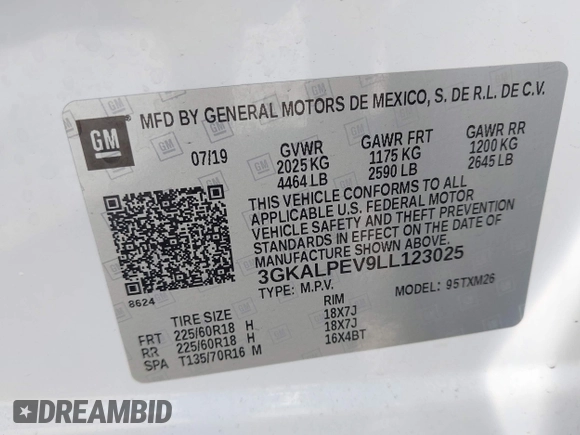 GM
MFD BY GENERAL MOTORS DE MEXICO, S. DE R.L. DE C.V.
07/19 GVWR GAWR FRT GAWR RR
2025 KG 1175 KG 1200 KG
4464 LB 2590 LB 2645 LB
THIS VEHICLE CONFORMS TO ALL
APPLICABLE U.S. FEDERAL MOTOR
VEHICLE SAFETY AND THEFT PREVENTION
STANDARDS IN EFFECT ON THE DATE OF
MANUFACTURE SHOWN ABOVE.
3GKALPEV9LL123025
8624
TYPE: M.P.V. MODEL: 95TXM26
TIRE SIZE RIM
FRT 225/60R18 H 18X7J
RR 225/60R18 H 18X7J
SPA T135/70R16 M 16X4BT
DREAMBID